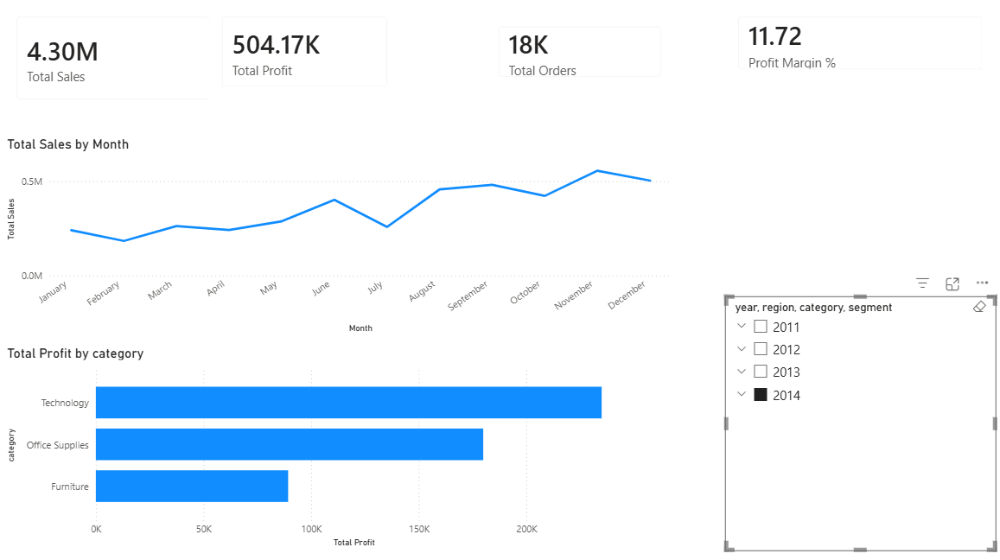 4.30M
Total Sales
504.17K
Total Profit
18K
Total Orders
11.72
Profit Margin %
Total Sales by Month
0.5M
0.0M
Total Sales
January
February
March
April
May
June
July
August
September
October
November
December
Month
year, region, category, segment
2011
2012
2013
2014
Total Profit by category
category
Technology
Office Supplies
Furniture
0K
50K
100K
150K
200K
Total Profit